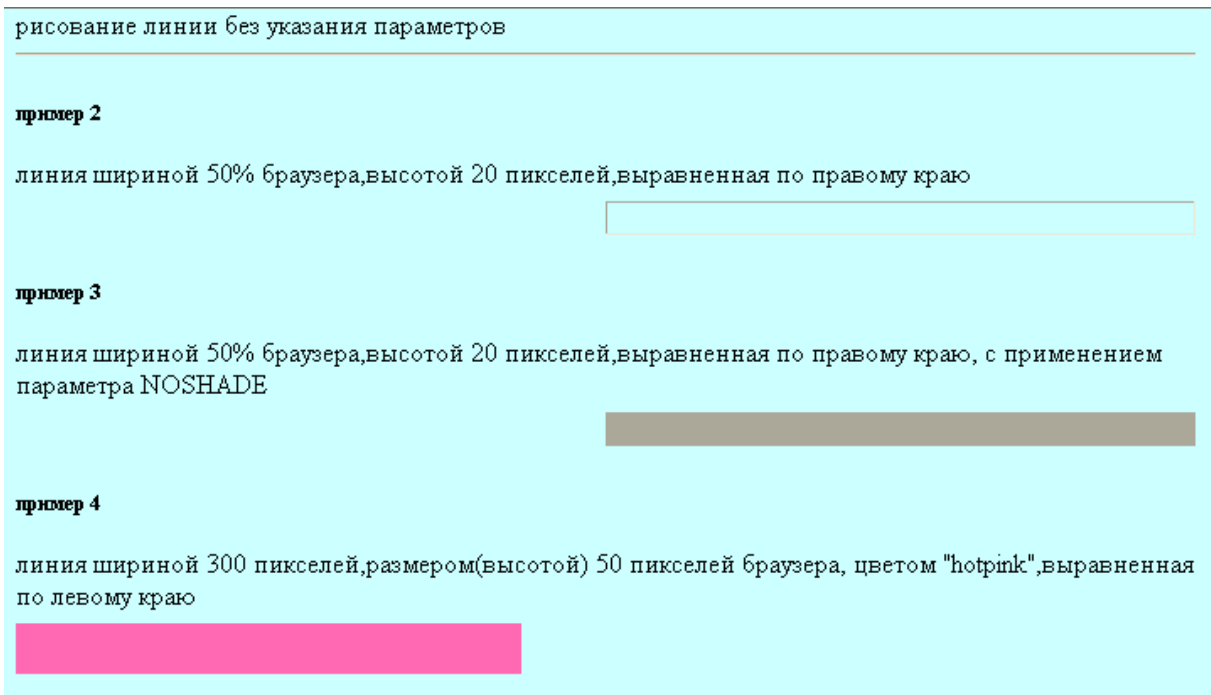 рисование линии без указания параметров
пример 2
линия шириной 50% браузера,высотой 20 пикселей,выравненная по правому краю
пример 3
линия шириной 50% браузера,высотой 20 пикселей,выравненная по правому краю, с применением
параметра NOSHADE
пример 4
линия шириной 300 пикселей,размером(высотой) 50 пикселей браузера, цветом "hotpink",выравненная
по левому краю